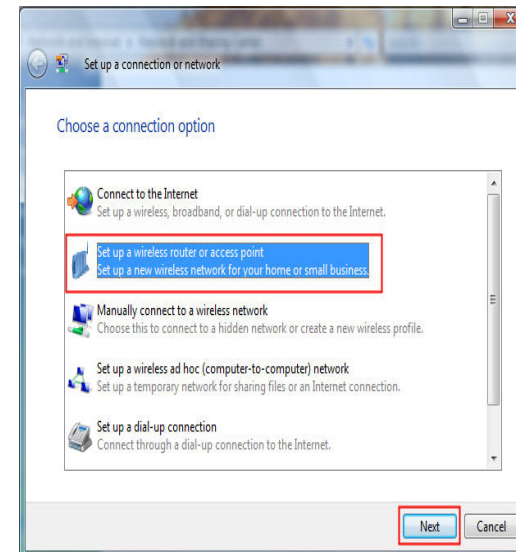 Set up a connection or network
Choose a connection option
Connect to the Internet
Set up a wireless, broadband, or dial-up connection to the Internet.
Set up a wireless router or access point
Set up a new wireless network for your home or small business.
Manually connect to a wireless network
Choose this to connect to a hidden network or create a new wireless profile.
Set up a wireless ad hoc (computer-to-computer) network
Set up a temporary network for sharing files or an Internet connection.
Set up a dial-up connection
Connect through a dial-up connection to the Internet.
Next
Cancel